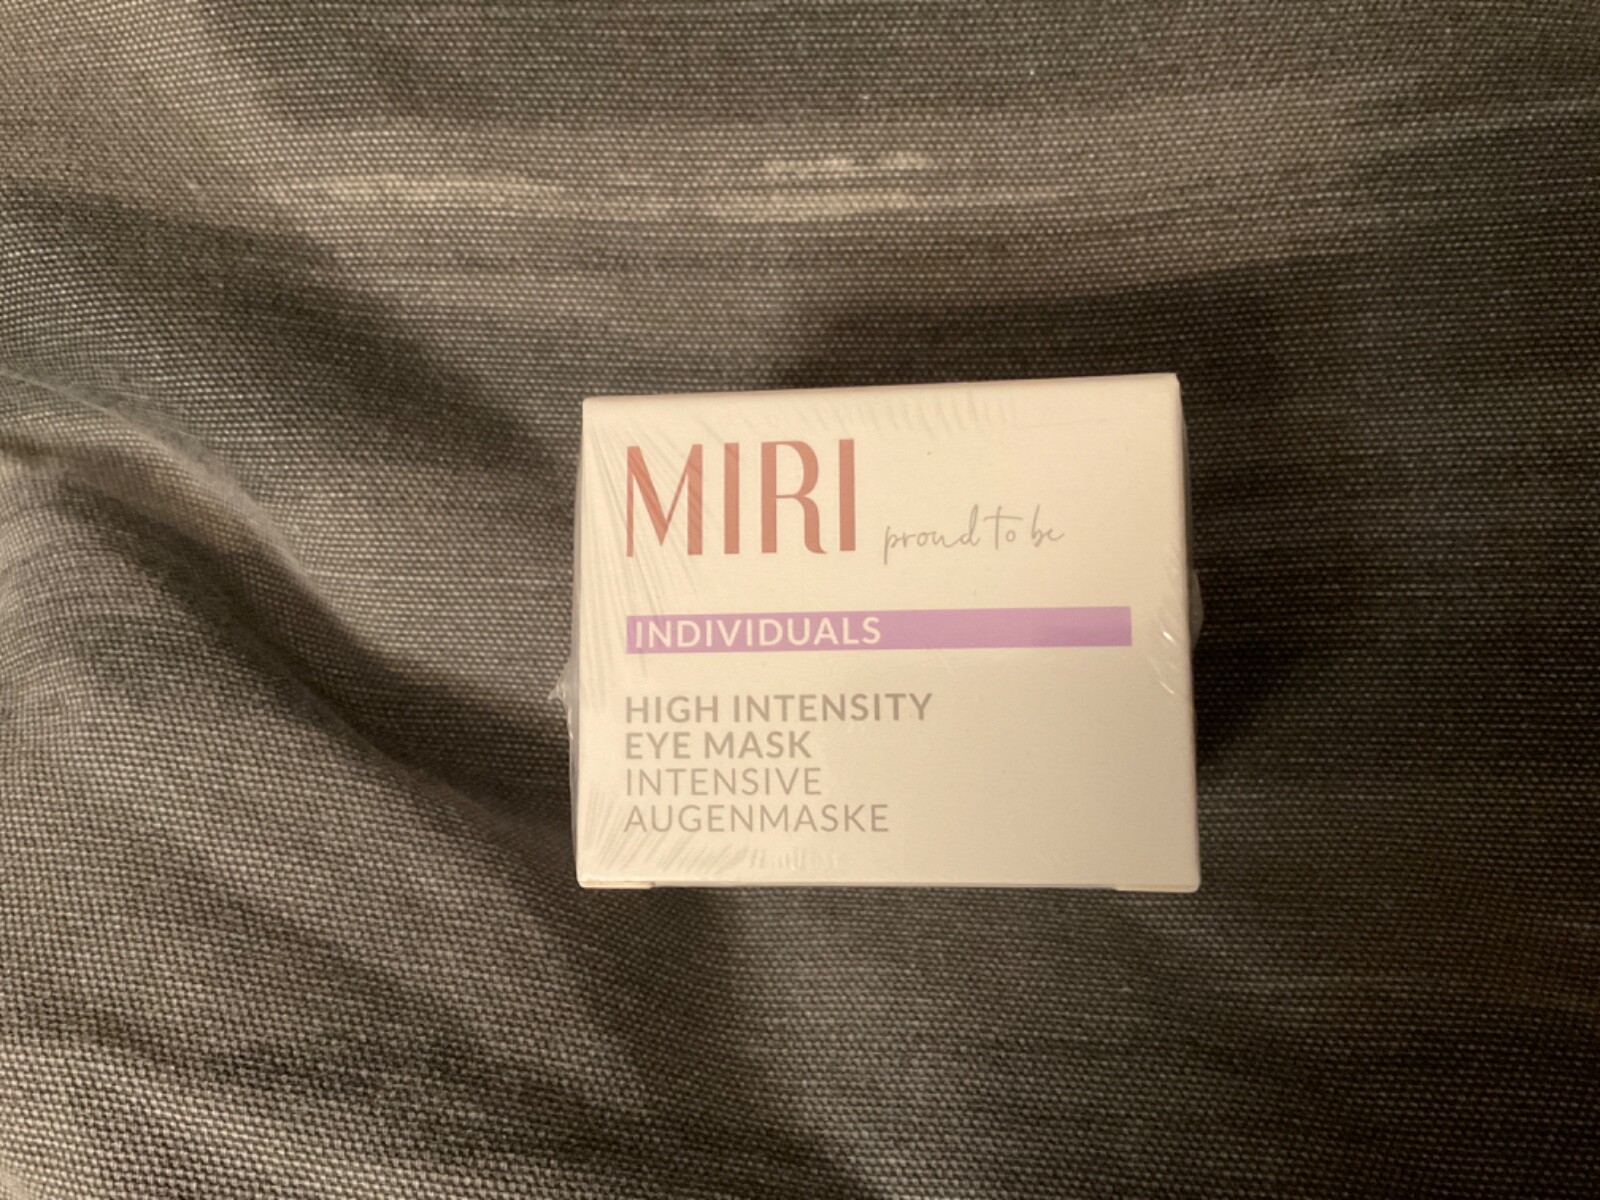 MIRI proud to be
INDIVIDUALS
HIGH INTENSITY
EYE MASK
INTENSIVE
AUGENMASKE